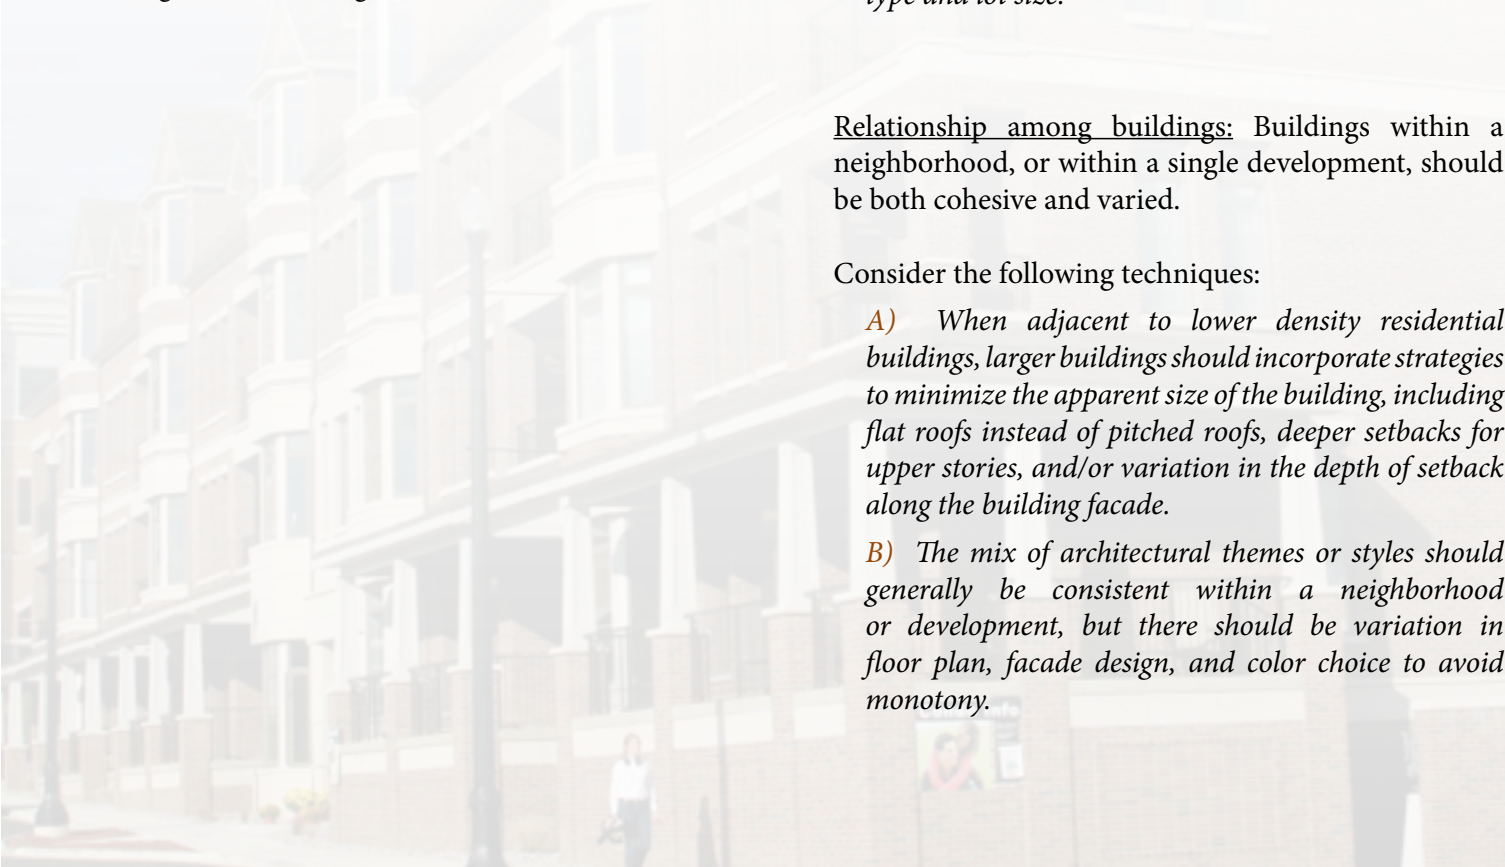 type and lot size.
Relationship among buildings: Buildings within a
neighborhood, or within a single development, should
be both cohesive and varied.
Consider the following techniques:
A) When adjacent to lower density residential
buildings, larger buildings should incorporate strategies
to minimize the apparent size of the building, including
flat roofs instead of pitched roofs, deeper setbacks for
upper stories, and/or variation in the depth of setback
along the building facade.
B) The mix of architectural themes or styles should
generally be consistent within a neighborhood
or development, but there should be variation in
floor plan, facade design, and color choice to avoid
monotony.